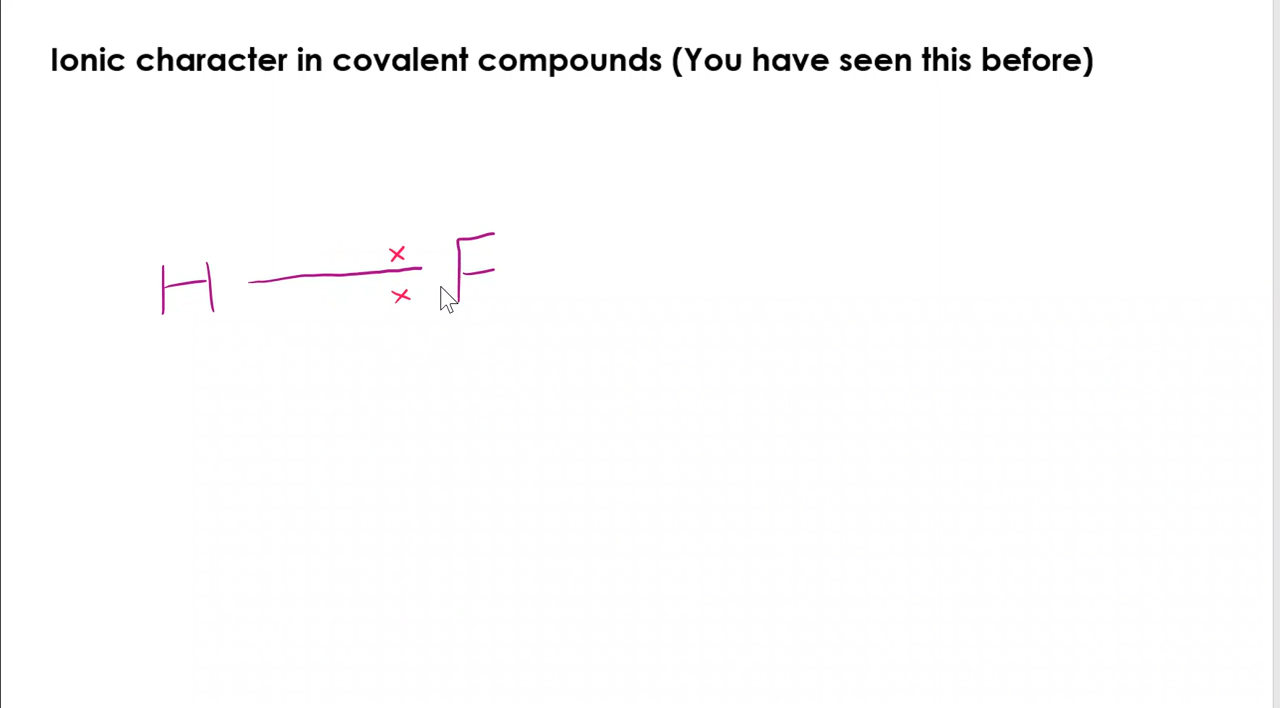 Ionic character in covalent compounds (You have seen this before)
H — F
x
x